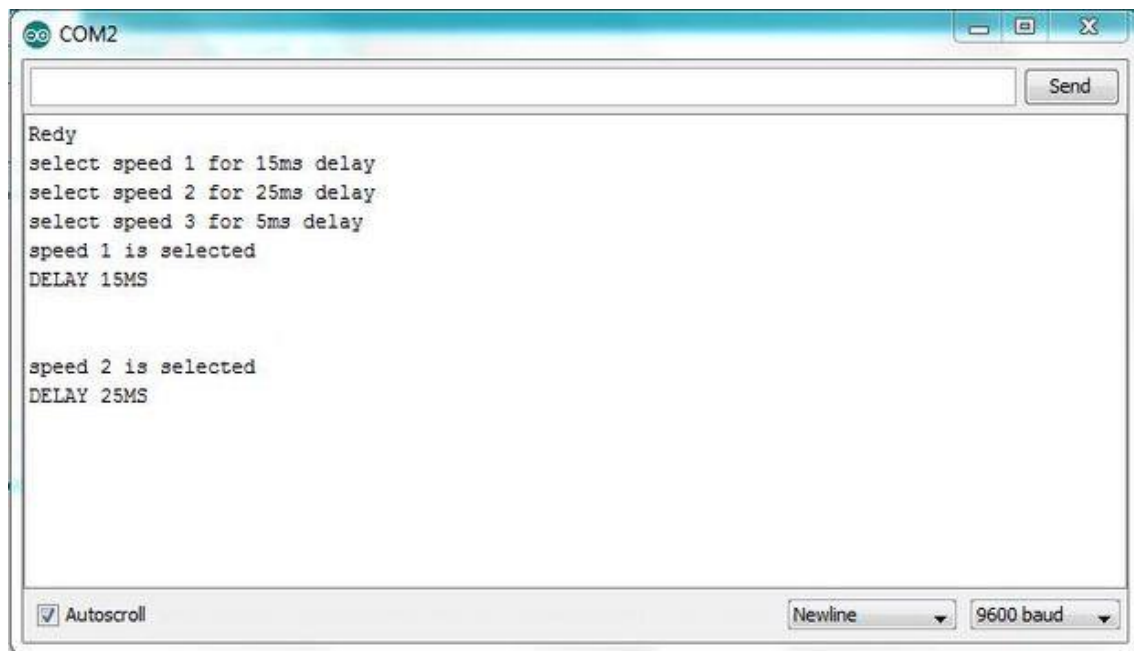 COM2
Send
Redy
select speed 1 for 15ms delay
select speed 2 for 25ms delay
select speed 3 for 5ms delay
speed 1 is selected
DELAY 15MS
speed 2 is selected
DELAY 25MS
Autoscroll
Newline
9600 baud